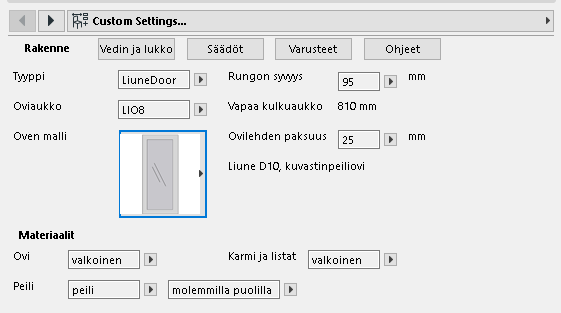 Custom Settings...
Rakenne Vedin ja lukko Säädöt Varusteet Ohjeet
Tyyppi LiuneDoor Rungon syvyys 95 mm
Oviaukko LIO8 Vapaa kulkuaukko 810 mm
Oven malli Ovilehden paksuus 25 mm
Liune D10, kuvastinpeiliovi
Materiaalit
Ovi valkoinen Karmi ja listat valkoinen
Peili peili molemmilla puolilla